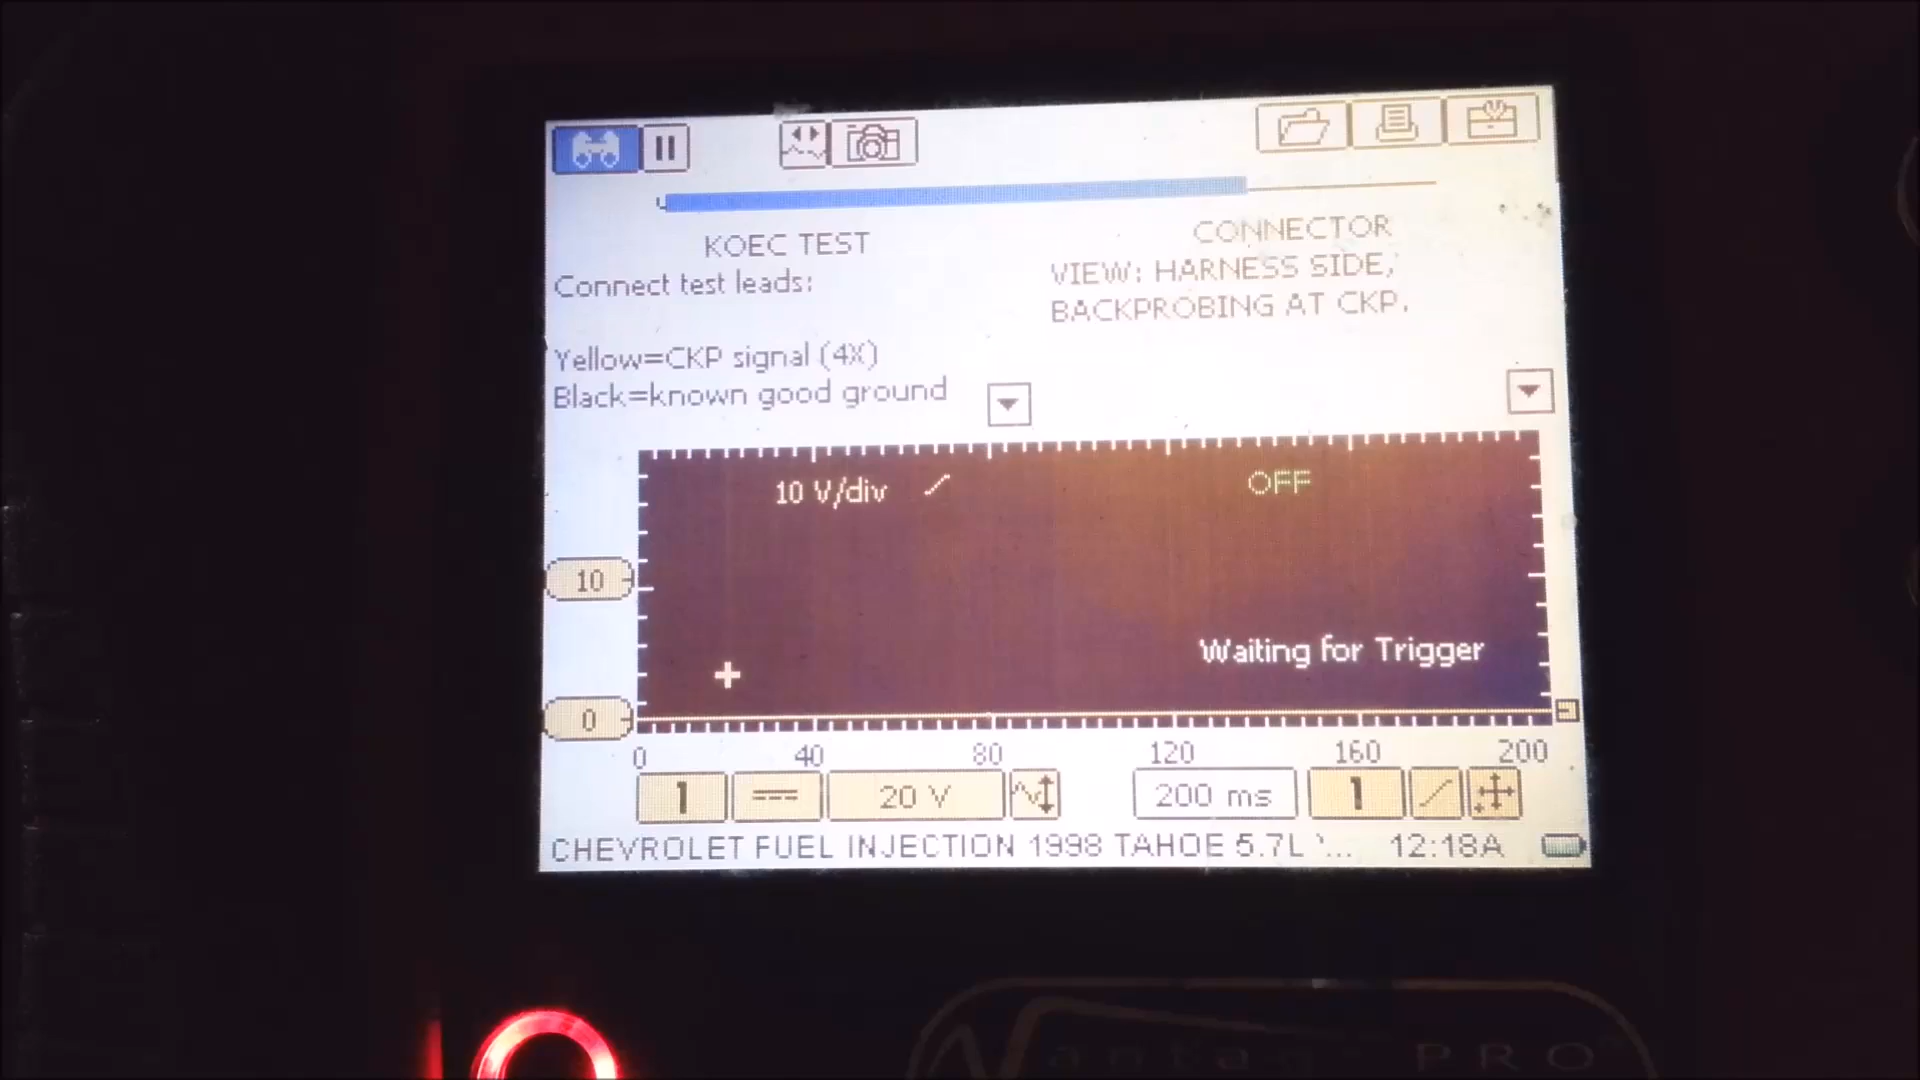 KOEC TEST
Connect test leads:
Yellow=CKP signal (4X)
Black=known good ground
CONNECTOR
VIEW: HARNESS SIDE,
BACKPROBING AT CKP.
10 V/div
OFF
10
Waiting for Trigger
0
0 40 80 120 160 200
1 20 V 200 ms 1
CHEVROLET FUEL INJECTION 1998 TAHOE 5.7L '... 12:18A
Vantage PRO